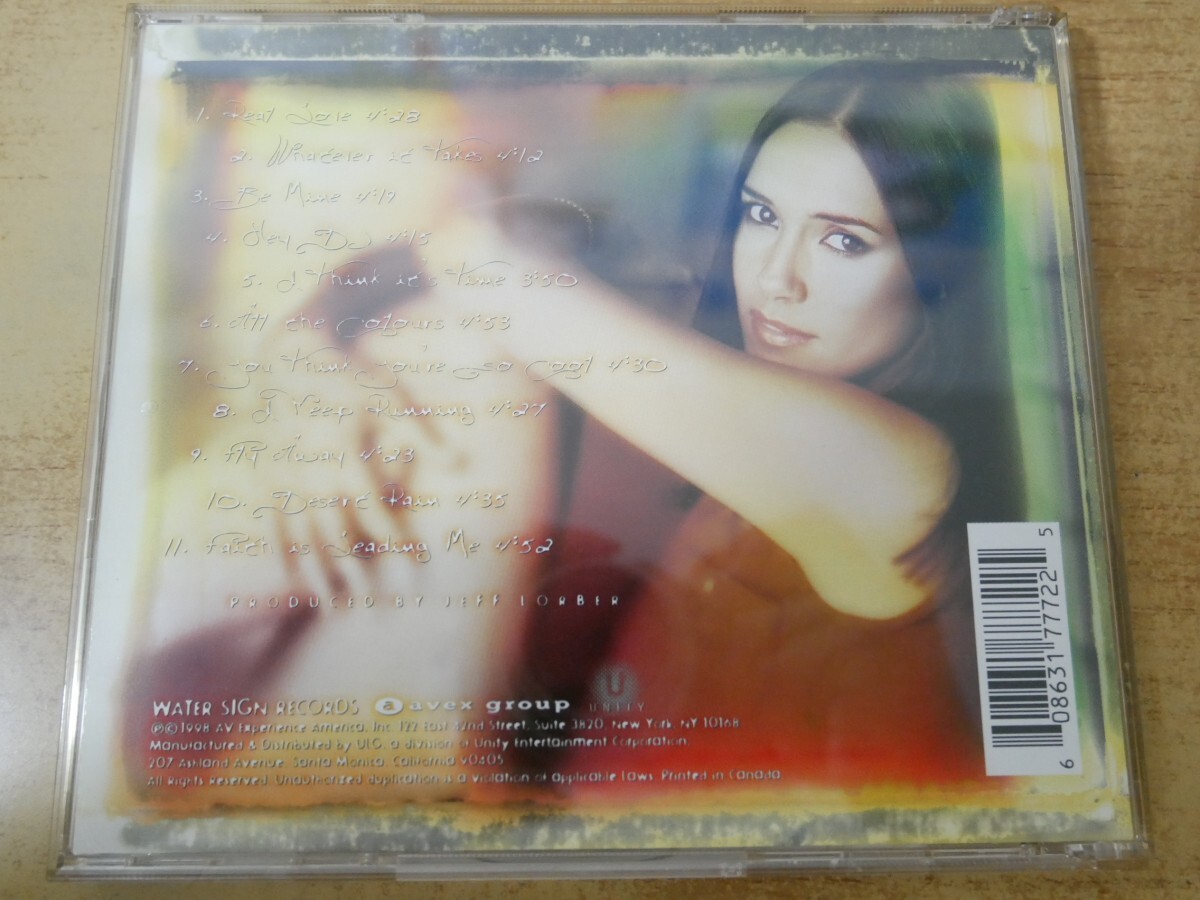 1. Real Love 4:28
2. Whatever it Takes 4:12
3. Be Mine 4:19
4. Hey DJ 4:15
5. I Think it's Time 3:50
6. All the Colours 4:53
7. You Think You're So Cool 4:30
8. I Keep Running 4:27
9. Fly Away 4:23
10. Desert Rain 4:35
11. Faith is Leading Me 4:52
PRODUCED BY JEFF LORBER
WATER SIGN RECORDS a avex group U UNITY
℗©1998 AV Experience America, Inc. 122 East 42nd Street, Suite 3820, New York, NY 10168
Manufactured & Distributed by ULG, a division of Unity Entertainment Corporation,
207 Ashland Avenue, Santa Monica, California 90405
All Rights Reserved. Unauthorized duplication is a violation of applicable Laws. Printed in Canada.
6 08631 77722 5